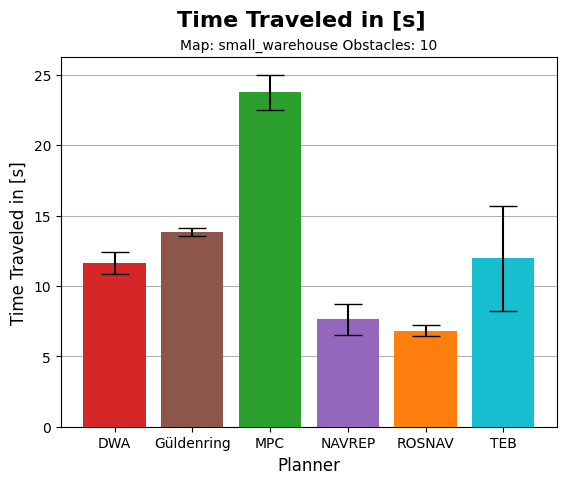 Time Traveled in [s]
Map: small_warehouse Obstacles: 10
Time Traveled in [s]
25
20
15
10
5
0
DWA Güldenring MPC NAVREP ROSNAV TEB
Planner